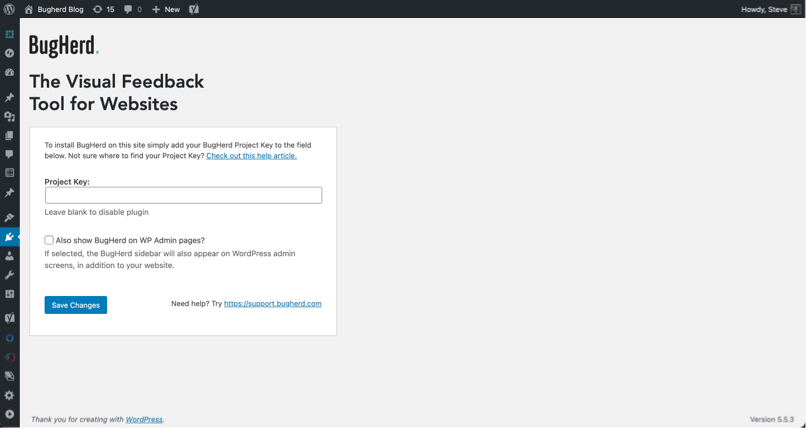 Bugherd Blog 15 0 New Howdy, Steve
BugHerd.
The Visual Feedback
Tool for Websites
To install BugHerd on this site simply add your BugHerd Project Key to the field
below. Not sure where to find your Project Key? Check out this help article.
Project Key:
Leave blank to disable plugin
Also show BugHerd on WP Admin pages?
If selected, the BugHerd sidebar will also appear on WordPress admin
screens, in addition to your website.
Save Changes Need help? Try https://support.bugherd.com
Thank you for creating with WordPress. Version 5.5.3